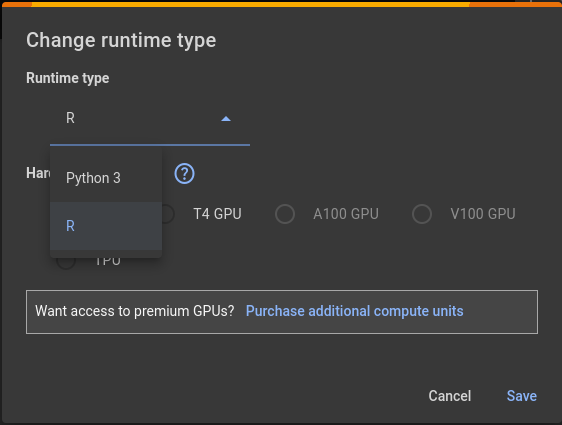 Change runtime type
Runtime type
R
Python 3
R
T4 GPU A100 GPU V100 GPU
TPU
Want access to premium GPUs? Purchase additional compute units
Cancel Save